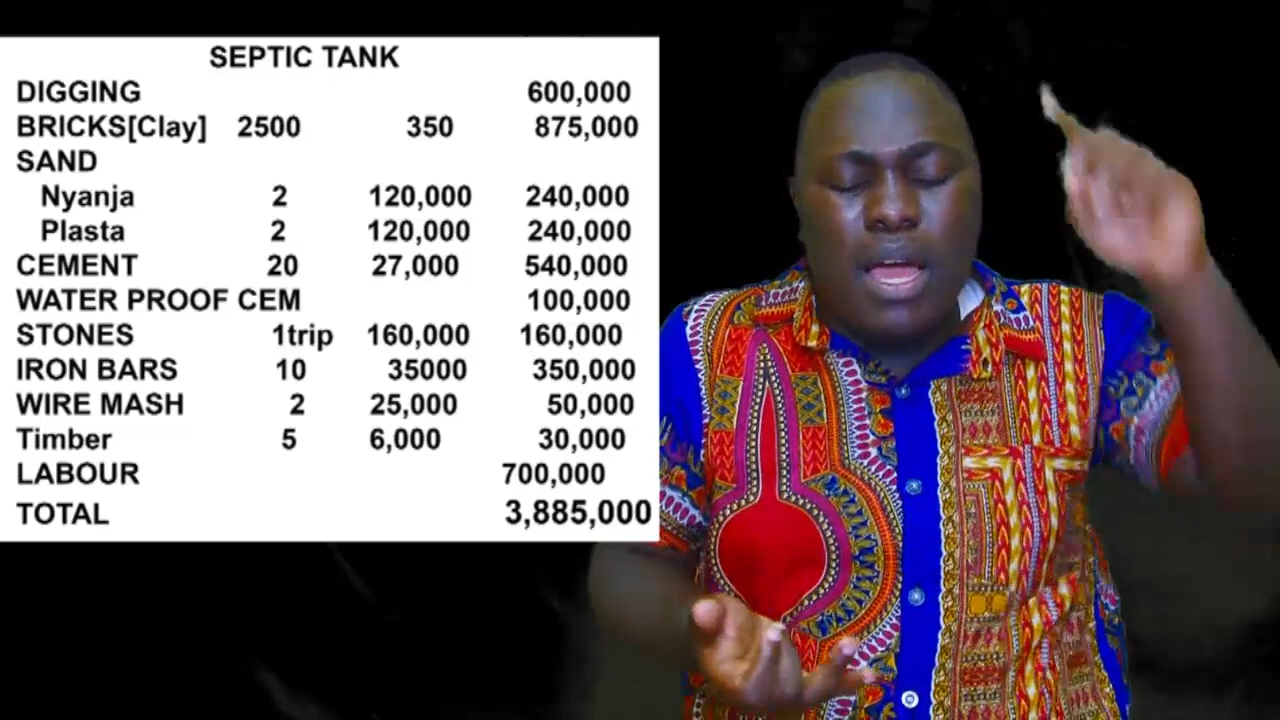 SEPTIC TANK
DIGGING 600,000
BRICKS[Clay] 2500 350 875,000
SAND
Nyanja 2 120,000 240,000
Plasta 2 120,000 240,000
CEMENT 20 27,000 540,000
WATER PROOF CEM 100,000
STONES 1trip 160,000 160,000
IRON BARS 10 35000 350,000
WIRE MASH 2 25,000 50,000
Timber 5 6,000 30,000
LABOUR 700,000
TOTAL 3,885,000